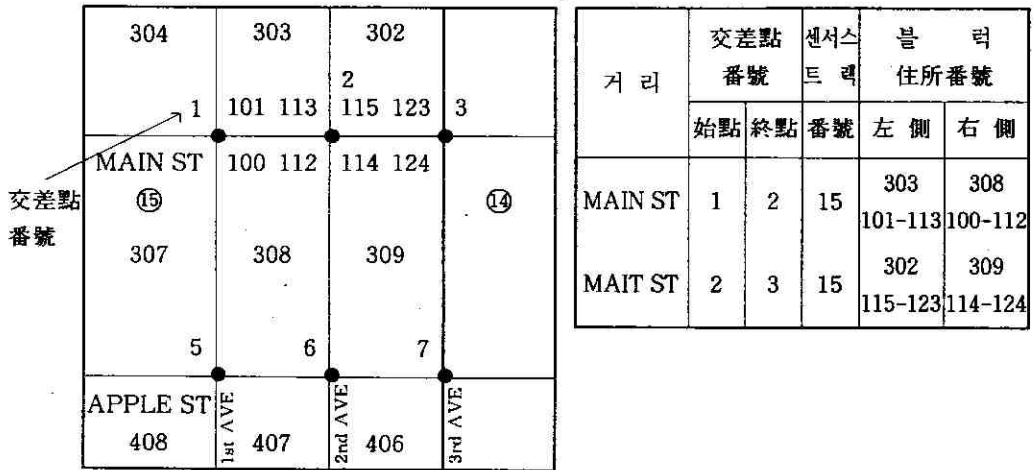 304 303 302
2
1 101 113 115 123 3
MAIN ST 100 112 114 124
交差點
番號
⑮ ⑭
307 308 309
5 6 7
APPLE ST
408 407 406
1st AVE
2nd AVE
3rd AVE
거 리 交差點 番號 센서스 트 랙 블 럭 住所番號
始點 終點 番號 左 側 右 側
MAIN ST 1 2 15 303 308
101-113 100-112
MAIT ST 2 3 15 302 309
115-123 114-124